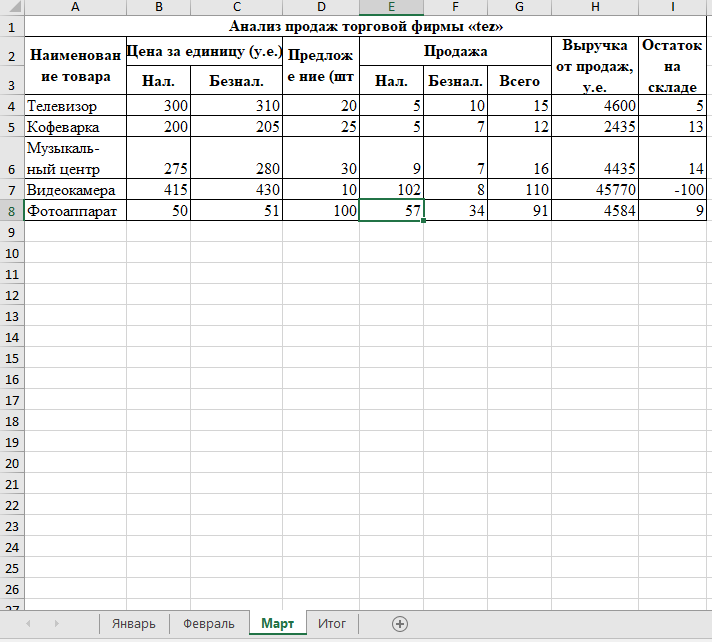 A B C D E F G H I
1 Анализ продаж торговой фирмы «tez»
2 Наименован ие товара Цена за единицу (у.е.) Предлож е ние (шт Продажа Выручка от продаж, у.е. Остаток на складе
3 Нал. Безнал. Нал. Безнал. Всего
4 Телевизор 300 310 20 5 10 15 4600 5
5 Кофеварка 200 205 25 5 7 12 2435 13
6 Музыкаль- ный центр 275 280 30 9 7 16 4435 14
7 Видеокамера 415 430 10 102 8 110 45770 -100
8 Фотоаппарат 50 51 100 57 34 91 4584 9
9
10
11
12
13
14
15
16
17
18
19
20
21
22
23
24
25
26
27
Январь Февраль Март Итог